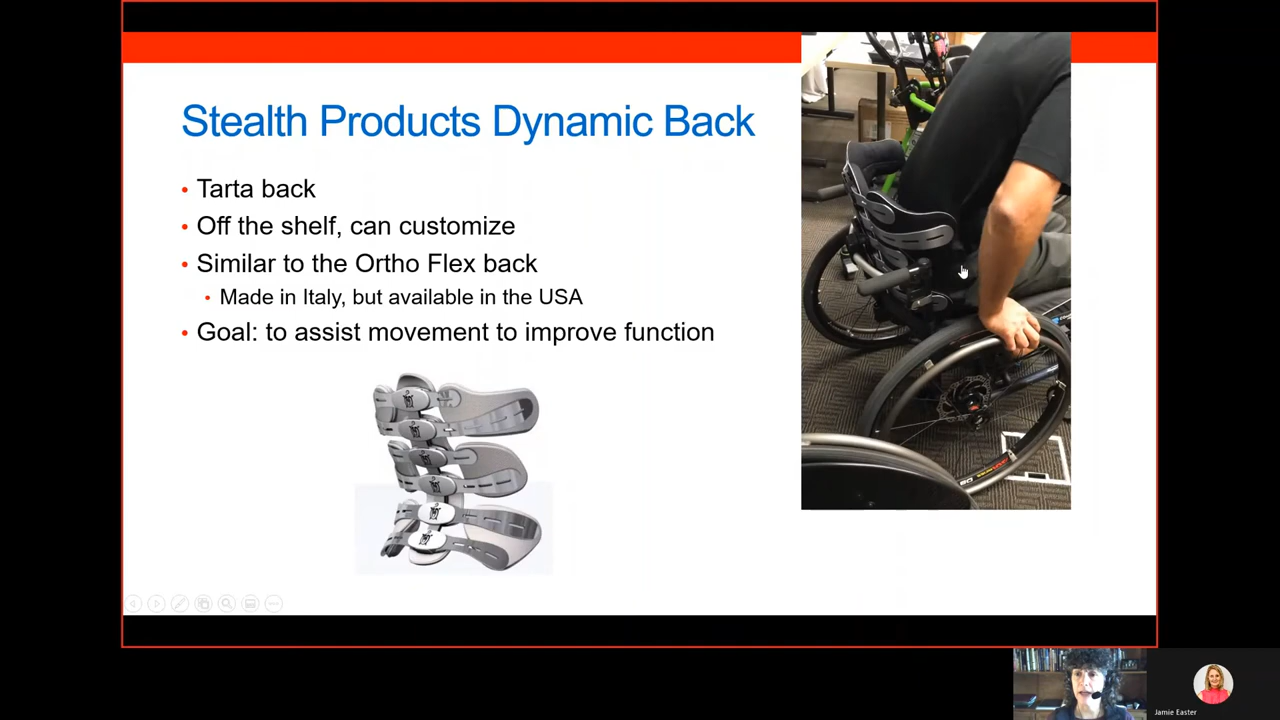 Stealth Products Dynamic Back
• Tarta back
• Off the shelf, can customize
• Similar to the Ortho Flex back
• Made in Italy, but available in the USA
• Goal: to assist movement to improve function
Jamie Easter